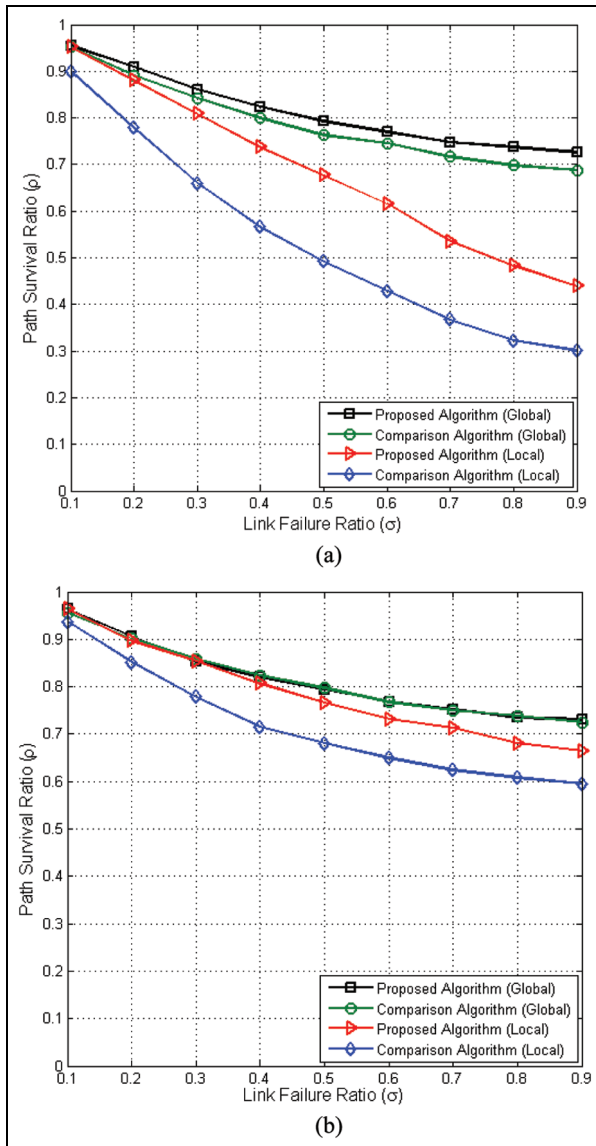 1
0.9
0.8
0.7
0.6
0.5
0.4
0.3
0.2
0.1
0
Path Survival Ratio (ρ)
Proposed Algorithm (Global)
Comparison Algorithm (Global)
Proposed Algorithm (Local)
Comparison Algorithm (Local)
0.1 0.2 0.3 0.4 0.5 0.6 0.7 0.8 0.9
Link Failure Ratio (σ)
(a)
1
0.9
0.8
0.7
0.6
0.5
0.4
0.3
0.2
0.1
0
Path Survival Ratio (ρ)
Proposed Algorithm (Global)
Comparison Algorithm (Global)
Proposed Algorithm (Local)
Comparison Algorithm (Local)
0.1 0.2 0.3 0.4 0.5 0.6 0.7 0.8 0.9
Link Failure Ratio (σ)
(b)